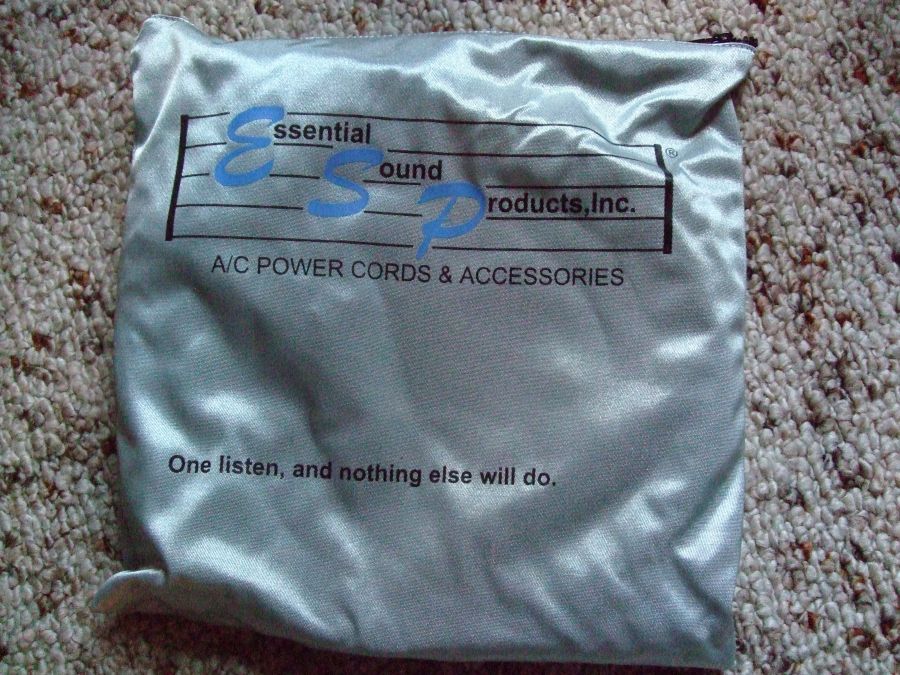 Essential
Sound
Products,Inc.
®
A/C POWER CORDS & ACCESSORIES
One listen, and nothing else will do.